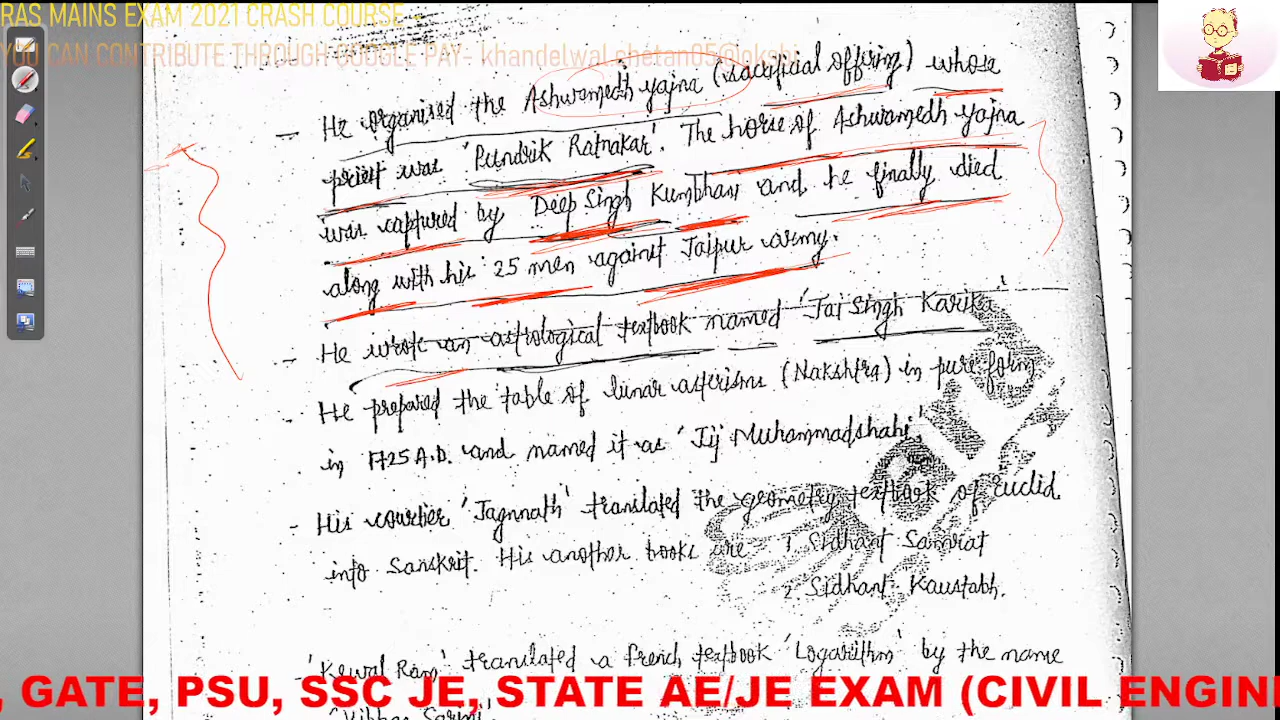 RAS MAINS EXAM 2021 CRASH COURSE -
YOU CAN CONTRIBUTE THROUGH GOOGLE PAY- khandelwal.chetan05@okhbi
- He organised the Ashwamedh yajna (sacrificial offring) whose
priest was 'Pundrik Ratnakar'. The horse of Ashwamedh yajna
was captured by Deep Singh Kumbhani and he finally died
along with his 25 men against Jaipur army.
- He wrote an astrological textbook named 'Jai Singh Karika'
- He prepared the table of lunar asterisms (Nakshtra) in pure form
in 1725 A.D. and named it as 'Jij Muhammadshahi'
- His courtier 'Jagnnath' translated the geometry textbook of Euclid
into Sanskrit. His another books are 1. Sidhant Samrat
2. Sidhant Kaustabh.
- 'Kewal Ram' translated a french textbook 'Logarithm' by the name
, GATE, PSU, SSC JE, STATE AE/JE EXAM (CIVIL ENGINE